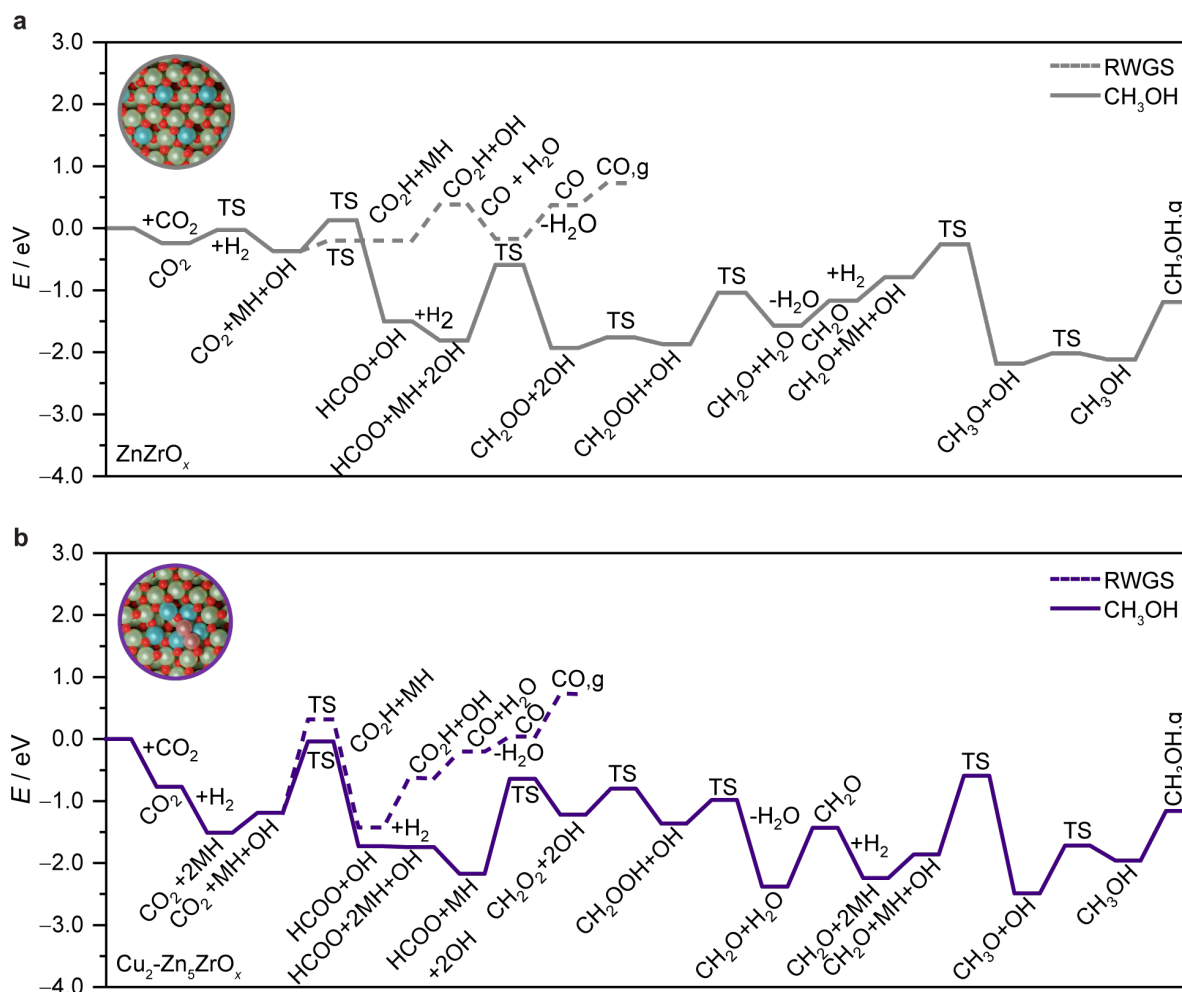 a
3.0
2.0
1.0
0.0
−1.0
−2.0
−3.0
−4.0
E / eV
RWGS
CH₃OH
+CO₂
CO₂
TS
+H₂
CO₂+MH+OH
TS
TS
CO₂H+MH
CO₂H+OH
CO + H₂O
CO
-H₂O
CO,g
HCOO+OH
+H2
HCOO+MH+2OH
TS
CH₂OO+2OH
TS
CH₂OOH+OH
TS
-H₂O
CH₂O+H₂O
CH₂O
+H₂
CH₂O+MH+OH
TS
CH₃O+OH
TS
CH₃OH
CH₃OH,g
ZnZrOₓ
b
3.0
2.0
1.0
0.0
−1.0
−2.0
−3.0
−4.0
E / eV
RWGS
CH₃OH
+CO₂
CO₂
+H₂
CO₂+2MH
CO₂+MH+OH
TS
TS
CO₂H+MH
CO₂H+OH
CO+H₂O
-H₂O
CO
CO,g
HCOO+OH
+H₂
HCOO+2MH+OH
HCOO+MH
+2OH
TS
CH₂O₂+2OH
TS
CH₂OOH+OH
TS
-H₂O
CH₂O+H₂O
CH₂O
+H₂
CH₂O+2MH
CH₂O+MH+OH
TS
CH₃O+OH
TS
CH₃OH
CH₃OH,g
Cu₂-Zn₅ZrOₓ